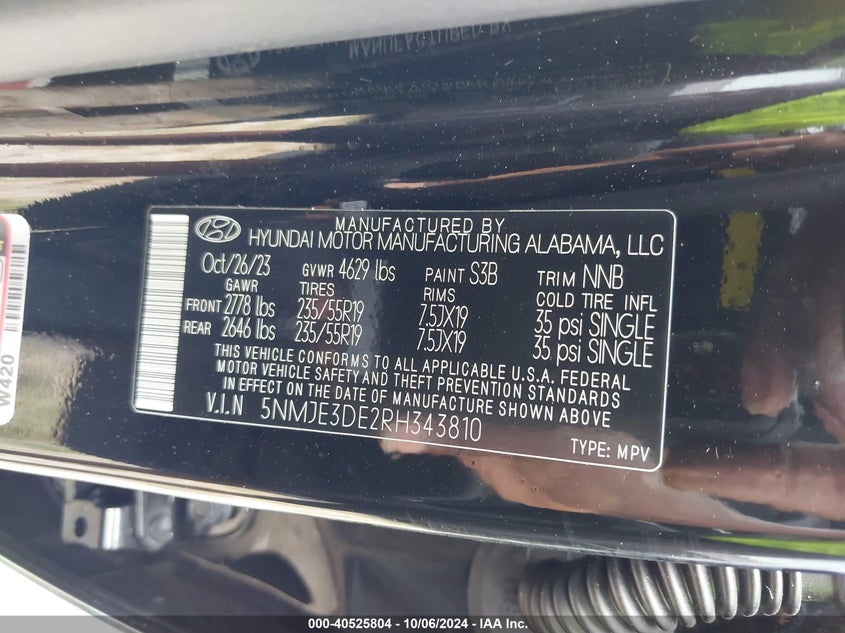 MANUFACTURED BY
HYUNDAI MOTOR MANUFACTURING ALABAMA, LLC
Oct/26/23 GVWR 4629 lbs PAINT S3B TRIM NNB
GAWR TIRES RIMS COLD TIRE INFL
FRONT 2778 lbs 235/55R19 7.5JX19 35 psi SINGLE
REAR 2646 lbs 235/55R19 7.5JX19 35 psi SINGLE
THIS VEHICLE CONFORMS TO ALL APPLICABLE U.S.A. FEDERAL
MOTOR VEHICLE SAFETY AND THEFT PREVENTION STANDARDS
IN EFFECT ON THE DATE OF MANUFACTURE SHOWN ABOVE.
V.I.N 5NMJE3DE2RH343810
TYPE: MPV
W420
000-40525804 - 10/06/2024 - IAA Inc.